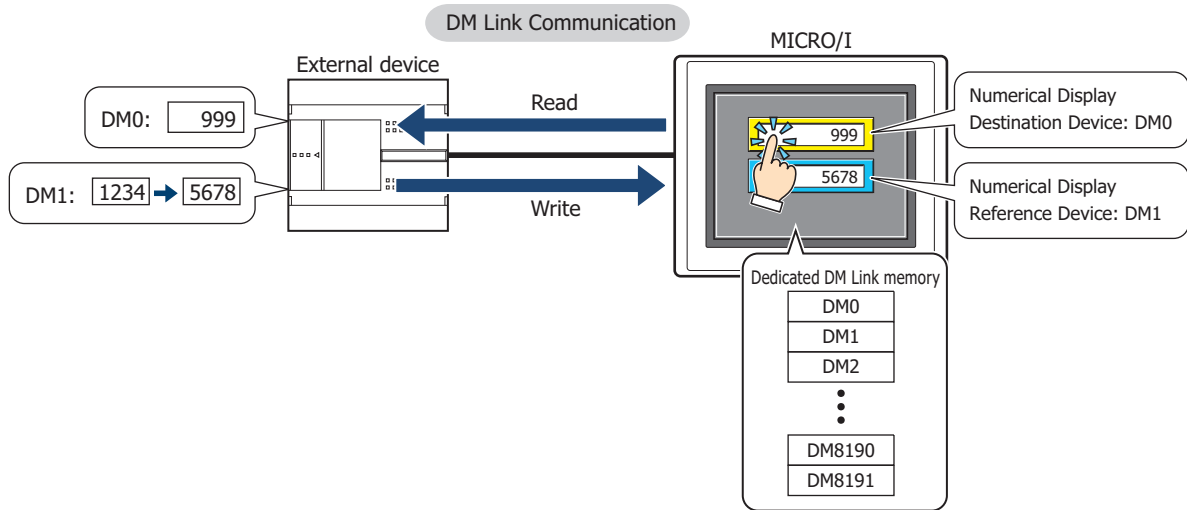 DM Link Communication
MICRO/I
External device
DM0: 999
Read
999
Numerical Display
Destination Device: DM0
DM1: 1234 5678
Write
5678
Numerical Display
Reference Device: DM1
Dedicated DM Link memory
DM0
DM1
DM2
DM8190
DM8191